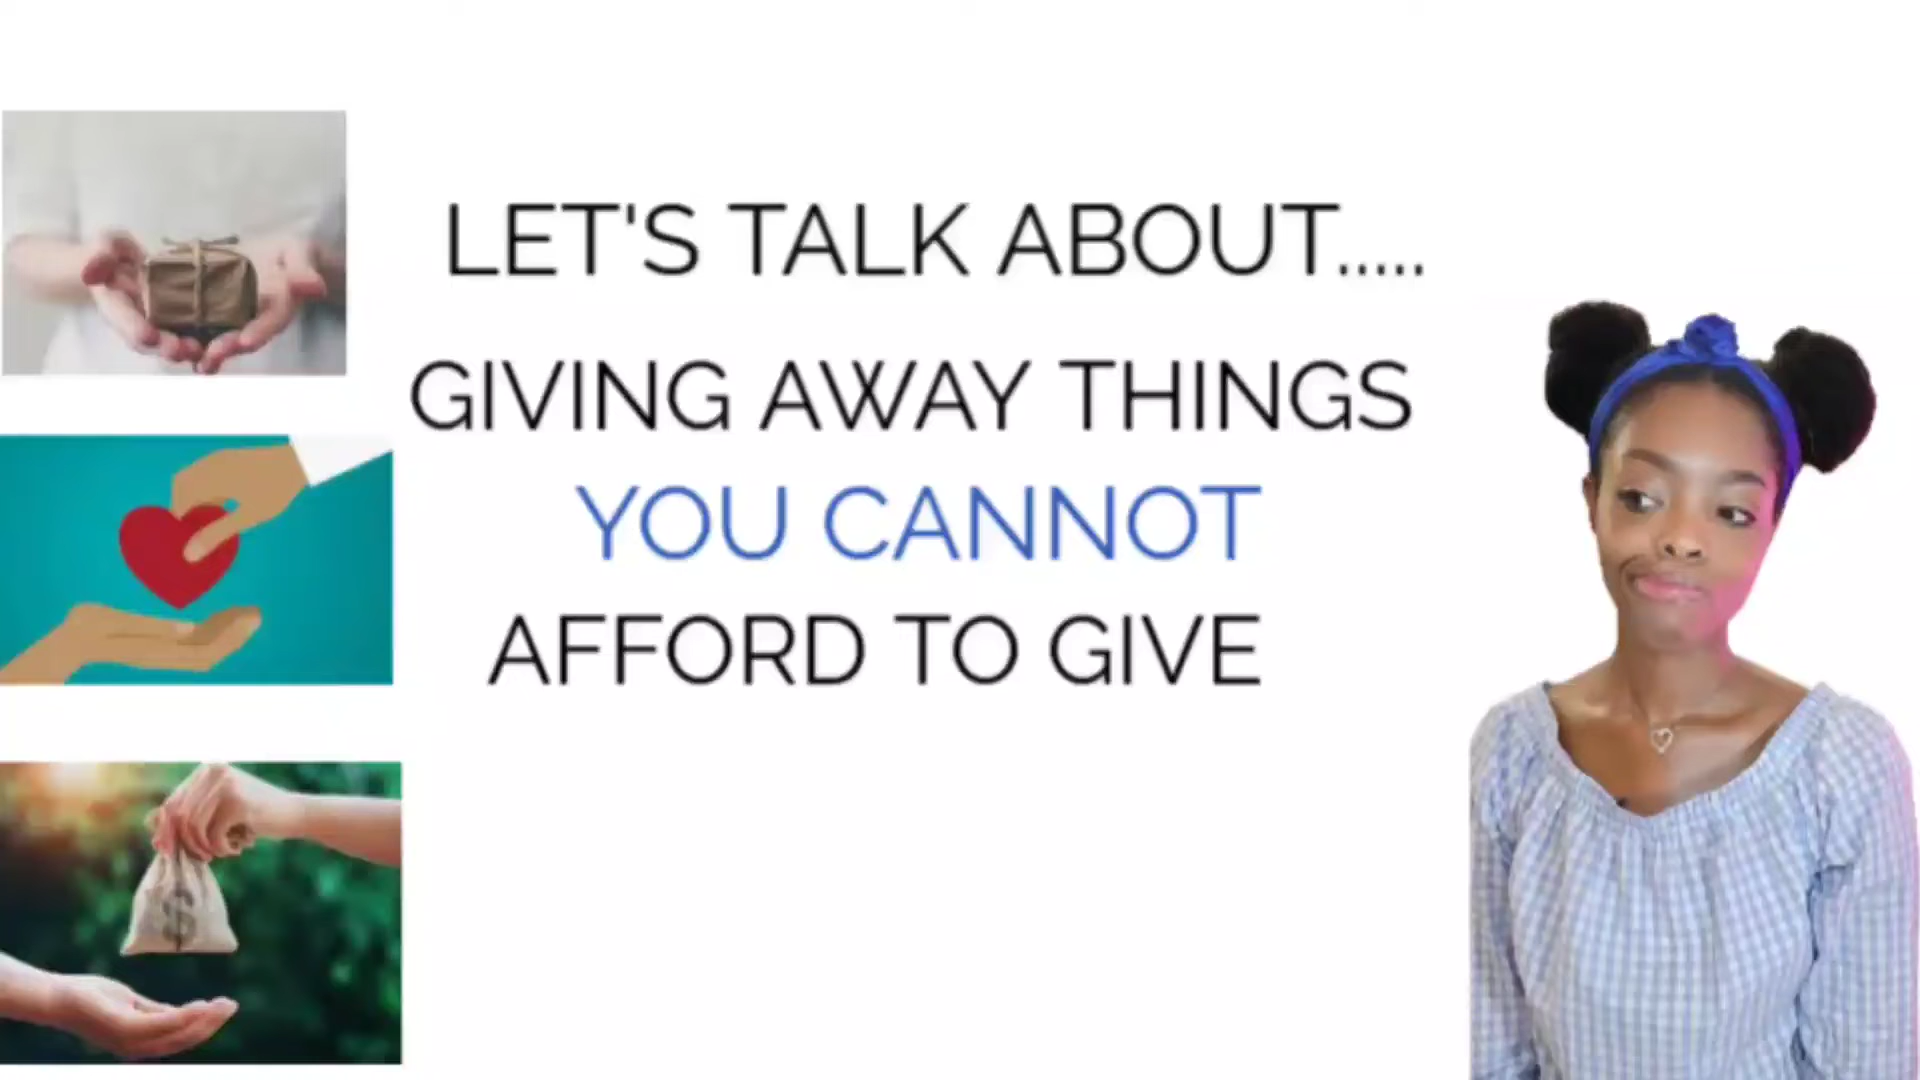 LET'S TALK ABOUT.....
GIVING AWAY THINGS
YOU CANNOT
AFFORD TO GIVE
$